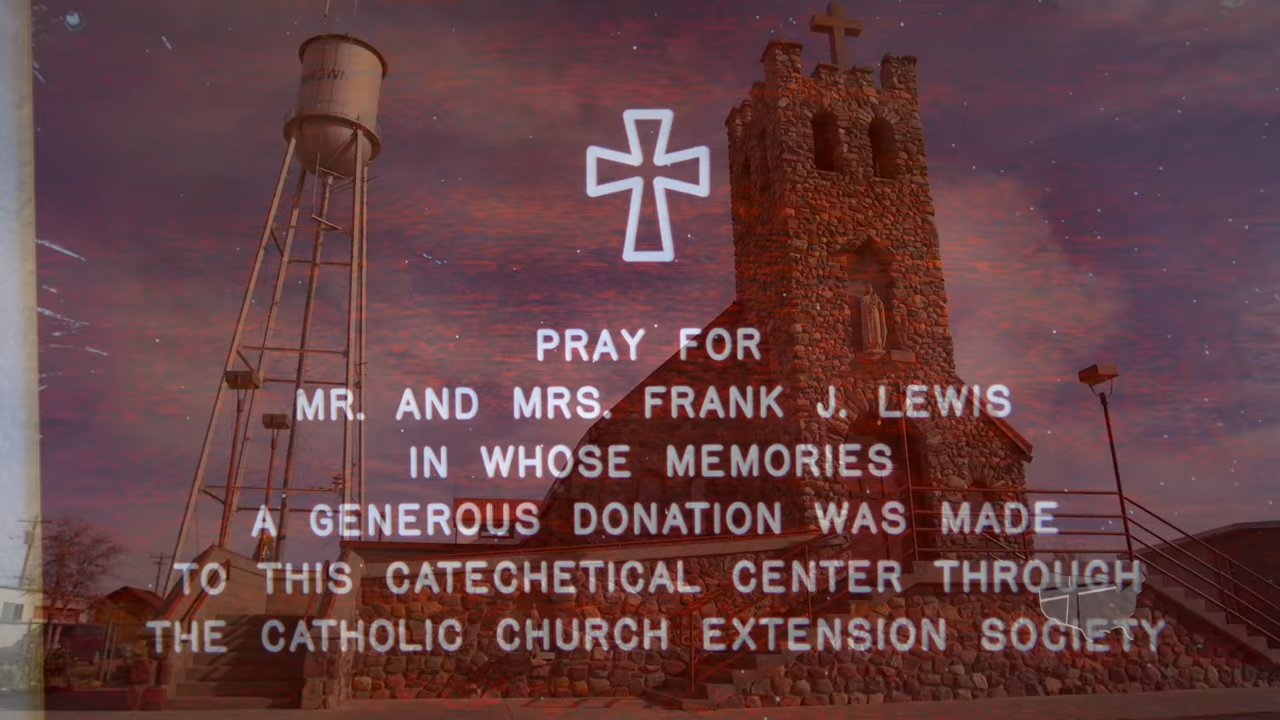 PRAY FOR
MR. AND MRS. FRANK J. LEWIS
IN WHOSE MEMORIES
A GENEROUS DONATION WAS MADE
TO THIS CATECHETICAL CENTER THROUGH
THE CATHOLIC CHURCH EXTENSION SOCIETY